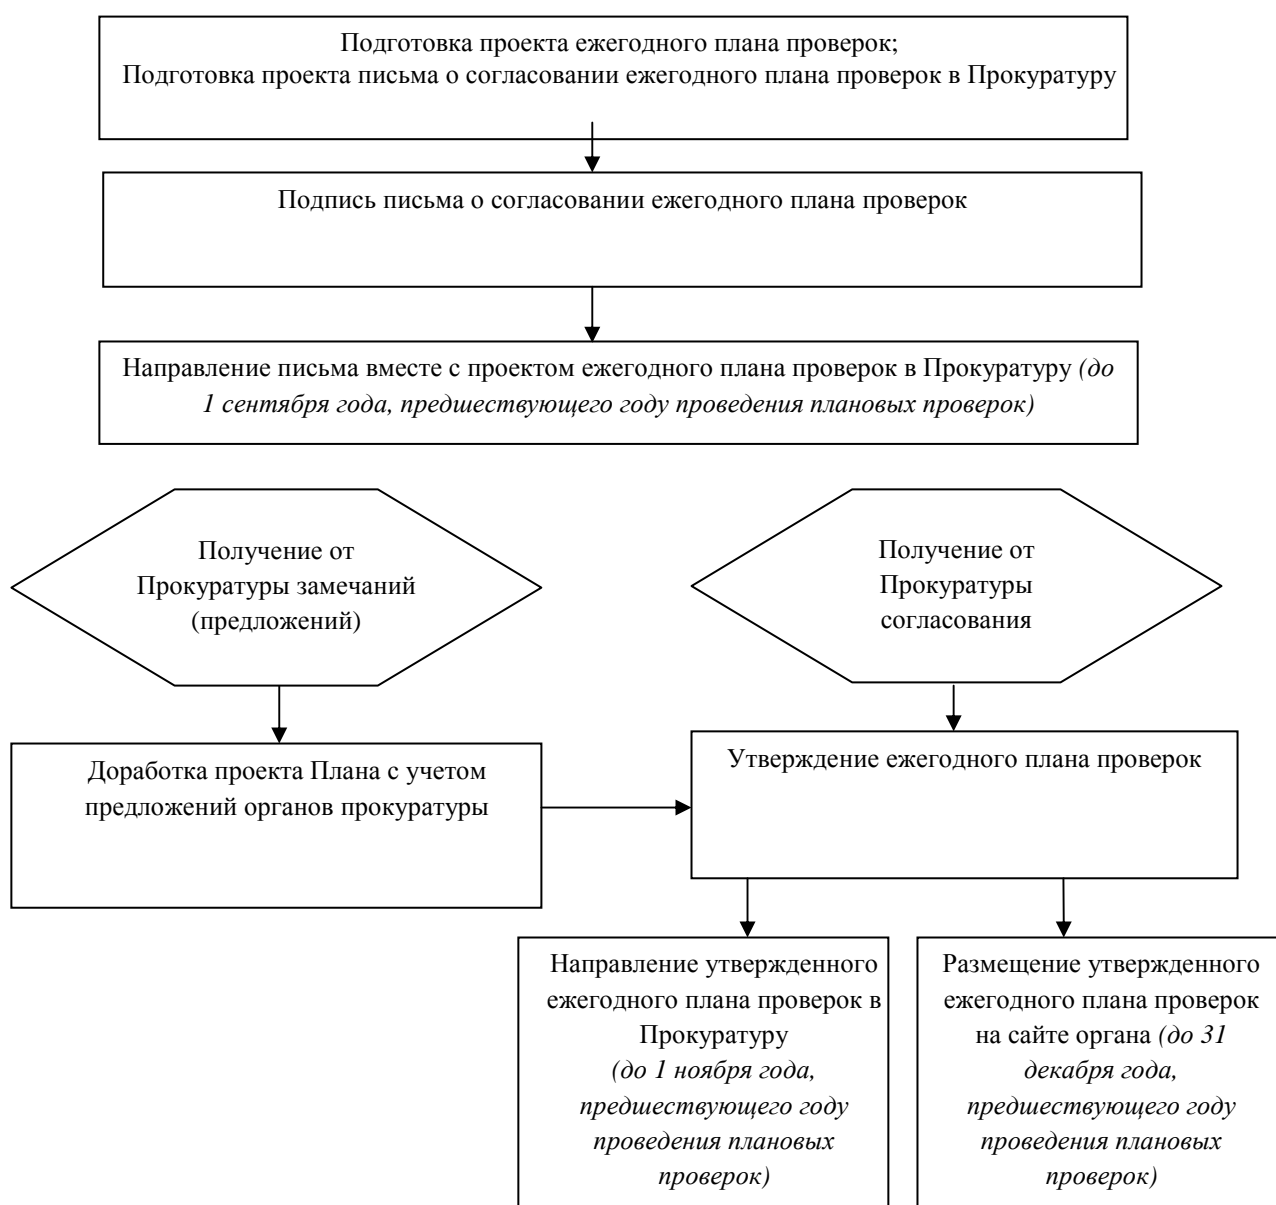 Подготовка проекта ежегодного плана проверок;
Подготовка проекта письма о согласовании ежегодного плана проверок в Прокуратуру
Подпись письма о согласовании ежегодного плана проверок
Направление письма вместе с проектом ежегодного плана проверок в Прокуратуру (до
1 сентября года, предшествующего году проведения плановых проверок)
Получение от
Прокуратуры замечаний
(предложений)
Получение от
Прокуратуры
согласования
Доработка проекта Плана с учетом
предложений органов прокуратуры
Утверждение ежегодного плана проверок
Направление утвержденного
ежегодного плана проверок в
Прокуратуру
(до 1 ноября года,
предшествующего году
проведения плановых
проверок)
Размещение утвержденного
ежегодного плана проверок
на сайте органа (до 31
декабря года,
предшествующего году
проведения плановых
проверок)